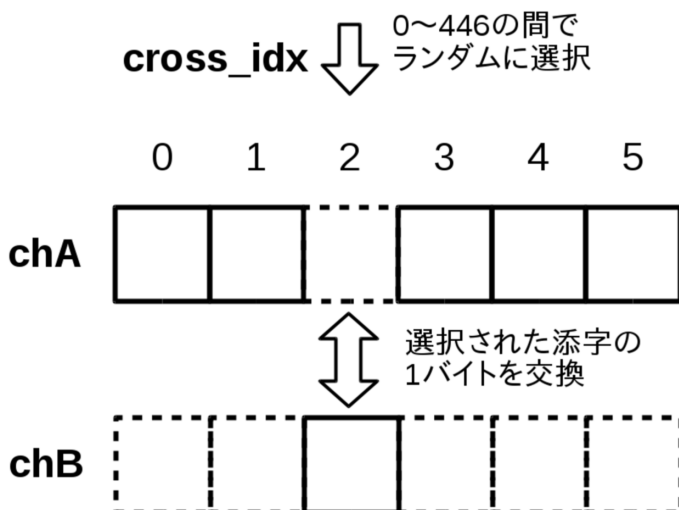 cross_idx
0〜446の間で
ランダムに選択
0 1 2 3 4 5
chA
選択された添字の
1バイトを交換
chB